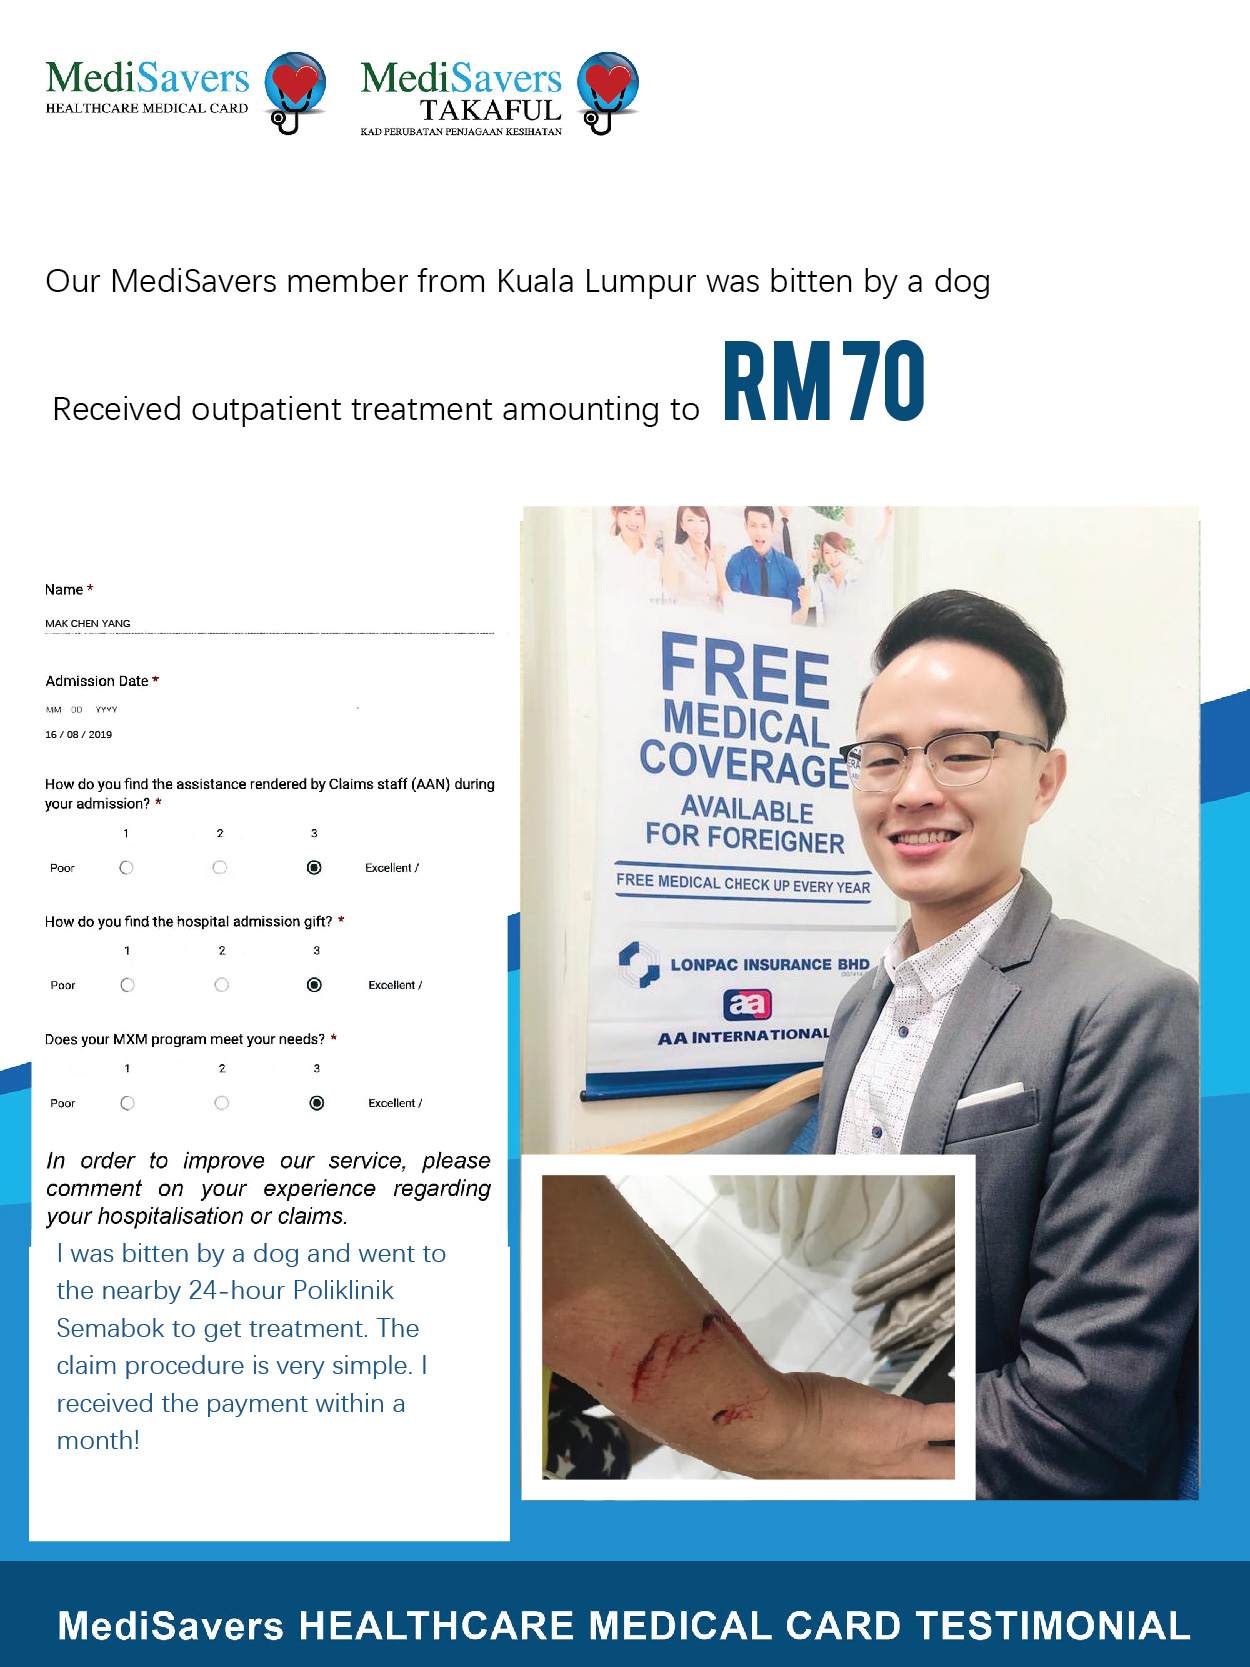 MediSavers
HEALTHCARE MEDICAL CARD
MediSavers
TAKAFUL
KAD PERUBATAN PENJAGAAN KESIHATAN
Our MediSavers member from Kuala Lumpur was bitten by a dog
Received outpatient treatment amounting to RM 70
Name *
MAK CHEN YANG
Admission Date *
MM DD YYYY
16 / 08 / 2019
How do you find the assistance rendered by Claims staff (AAN) during
your admission? *
1 2 3
Poor Excellent /
How do you find the hospital admission gift? *
1 2 3
Poor Excellent /
Does your MXM program meet your needs? *
1 2 3
Poor Excellent /
In order to improve our service, please
comment on your experience regarding
your hospitalisation or claims.
I was bitten by a dog and went to
the nearby 24-hour Poliklinik
Semabok to get treatment. The
claim procedure is very simple. I
received the payment within a
month!
FREE
MEDICAL
COVERAGE
AVAILABLE
FOR FOREIGNER
FREE MEDICAL CHECK UP EVERY YEAR
LONPAC INSURANCE BHD
aa
AA INTERNATIONAL
MediSavers HEALTHCARE MEDICAL CARD TESTIMONIAL